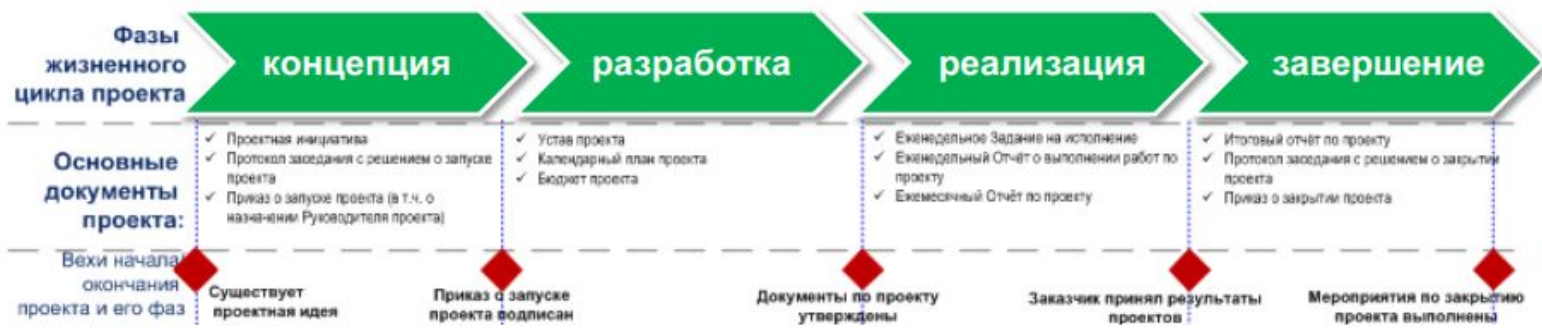 Фазы
жизненного
цикла проекта
концепция
разработка
реализация
завершение
Основные
документы
проекта:
✓ Проектная инициатива
✓ Протокол заседания с решением о запуске
проекта
✓ Приказ о запуске проекта (в т.ч. о
назначении Руководителя проекта)
✓ Устав проекта
✓ Календарный план проекта
✓ Бюджет проекта
✓ Еженедельное Задание на исполнение
✓ Еженедельный Отчёт о выполнении работ по
проекту
✓ Ежемесячный Отчёт по проекту
✓ Итоговый отчёт по проекту
✓ Протокол заседания с решением о закрытии
проекта
✓ Приказ о закрытии проекта
Вехи начала/
окончания
проекта и его фаз
Существует
проектная идея
Приказ о запуске
проекта подписан
Документы по проекту
утверждены
Заказчик принял результаты
проектов
Мероприятия по закрытию
проекта выполнены